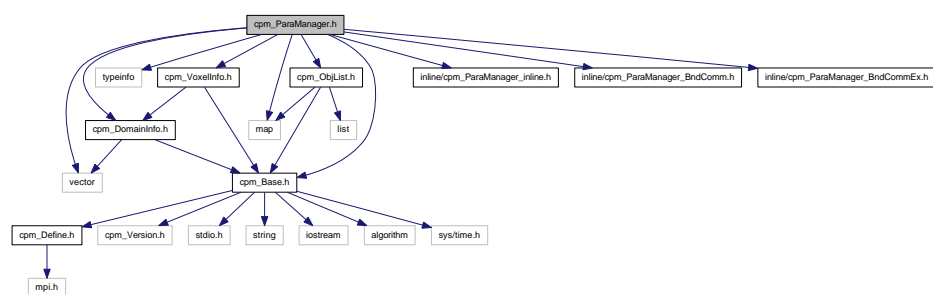 cpm_ParaManager.h
typeinfo
cpm_VoxelInfo.h
cpm_ObjList.h
inline/cpm_ParaManager_inline.h
inline/cpm_ParaManager_BndComm.h
inline/cpm_ParaManager_BndCommEx.h
cpm_DomainInfo.h
map
list
vector
cpm_Base.h
cpm_Define.h
cpm_Version.h
stdio.h
string
iostream
algorithm
sys/time.h
mpi.h